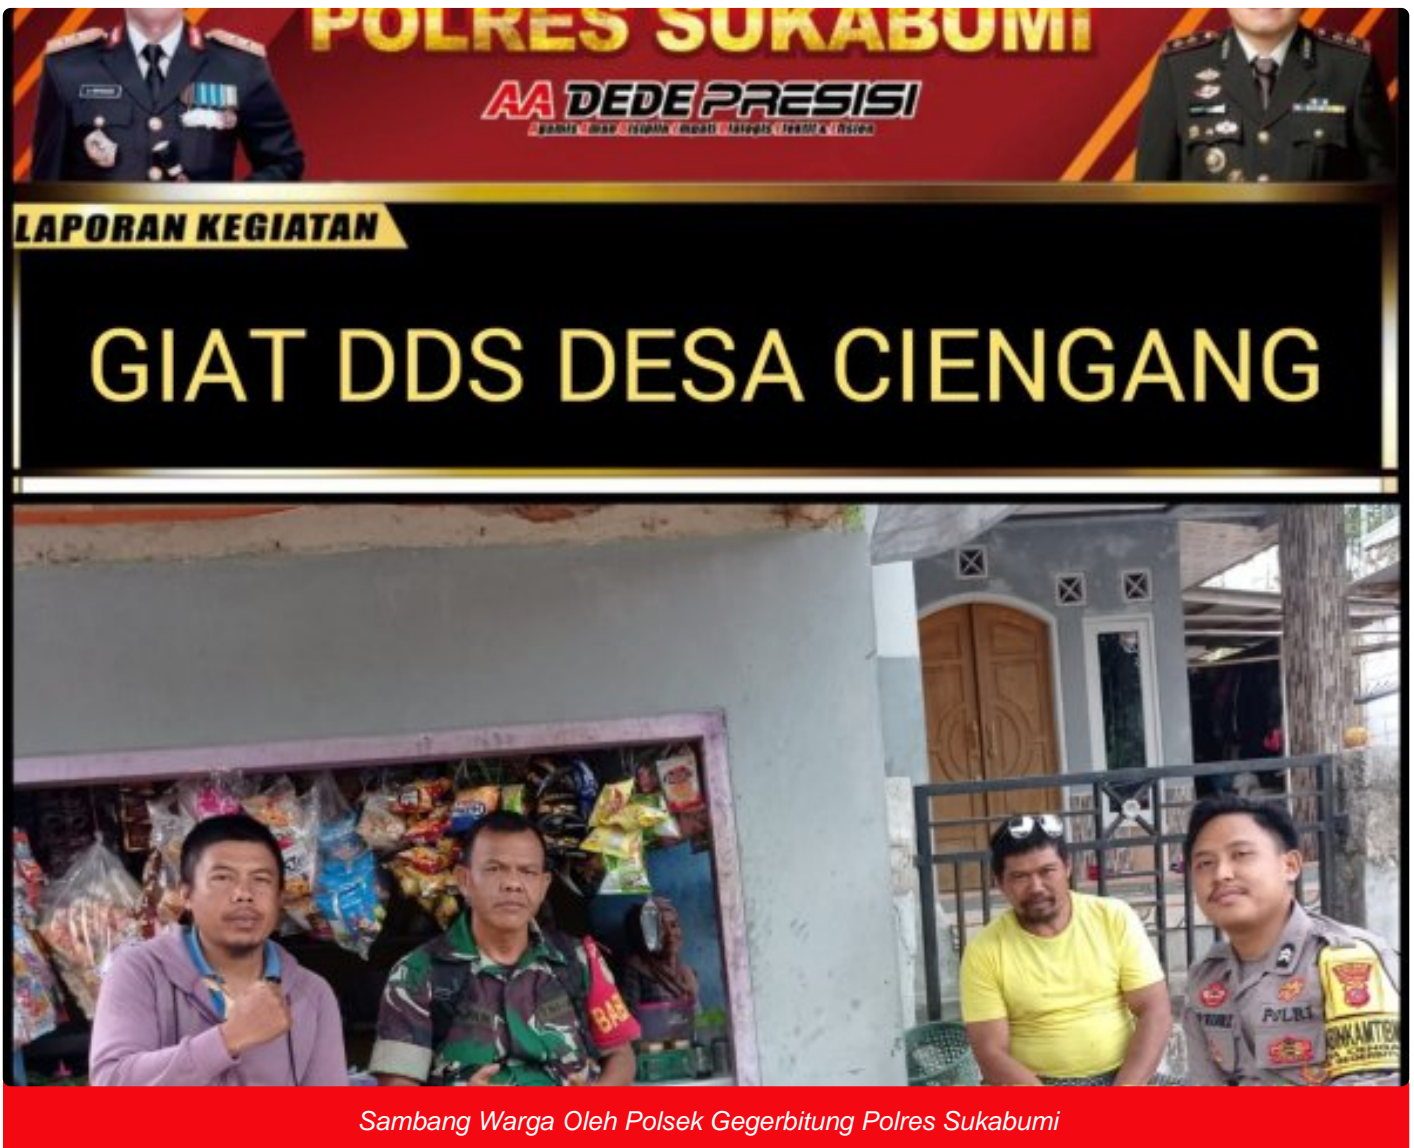 POLRES SUKABUMI
AA DEDE PRESISI
LAPORAN KEGIATAN
GIAT DDS DESA CIENGANG
POLRI
Sambang Warga Oleh Polsek Gegerbitung Polres Sukabumi